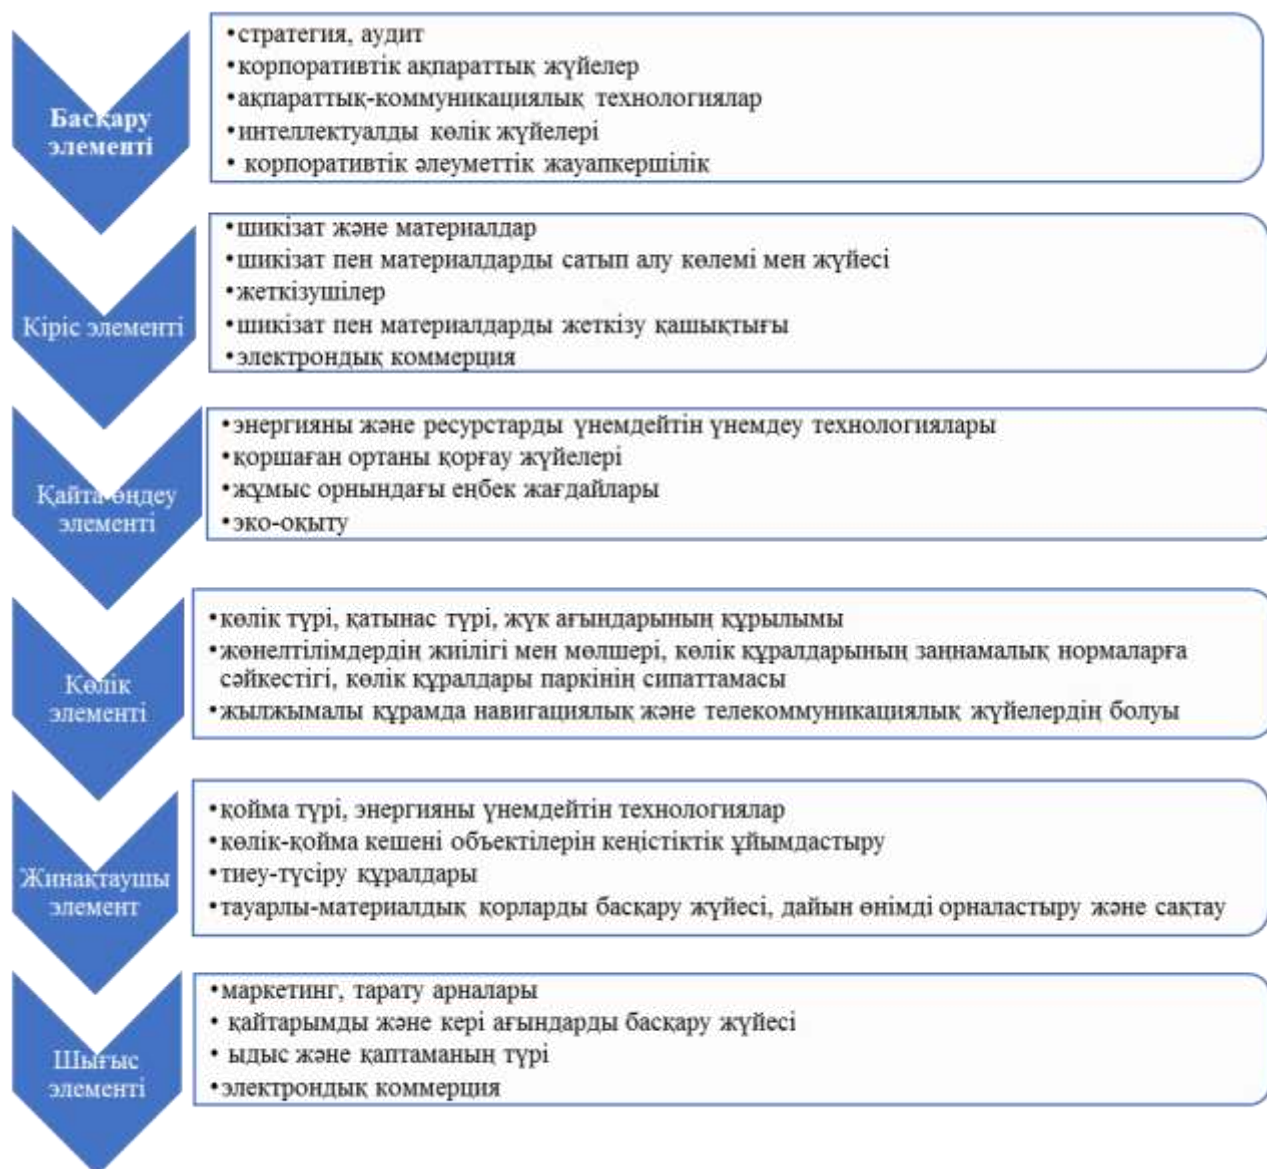 Басқару
элементі
•стратегия, аудит
•корпоративтік ақпараттық жүйелер
•ақпараттық-коммуникациялық технологиялар
•интеллектуалды көлік жүйелері
• корпоративтік әлеуметтік жауапкершілік
Кіріс элементі
•шикізат және материалдар
•шикізат пен материалдарды сатып алу көлемі мен жүйесі
•жеткізушілер
•шикізат пен материалдарды жеткізу қашықтығы
•электрондық коммерция
Қайта өңдеу
элементі
•энергияны және ресурстарды үнемдейтін үнемдеу технологиялары
•қоршаған ортаны қорғау жүйелері
•жұмыс орнындағы еңбек жағдайлары
•эко-оқыту
Көлік
элементі
•көлік түрі, қатынас түрі, жүк ағындарының құрылымы
•жөнелтілімдердің жиілігі мен мөлшері, көлік құралдарының заңнамалық нормаларға
сәйкестігі, көлік құралдары паркінің сипаттамасы
•жылжымалы құрамда навигациялық және телекоммуникациялық жүйелердің болуы
Жинақтаушы
элемент
•қойма түрі, энергияны үнемдейтін технологиялар
•көлік-қойма кешені объектілерін кеңістіктік ұйымдастыру
•тиеу-түсіру құралдары
•тауарлы-материалдық қорларды басқару жүйесі, дайын өнімді орналастыру және сақтау
Шығыс
элементі
•маркетинг, тарату арналары
• қайтарымды және кері ағындарды басқару жүйесі
• ыдыс және қаптаманың түрі
•электрондық коммерция